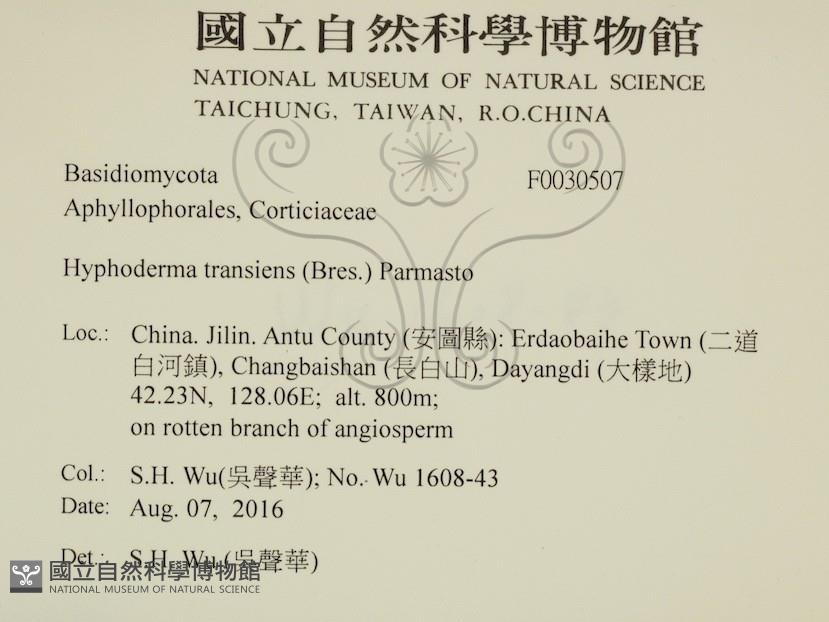 國立自然科學博物館
NATIONAL MUSEUM OF NATURAL SCIENCE
TAICHUNG, TAIWAN, R.O.CHINA
Basidiomycota F0030507
Aphyllophorales, Corticiaceae
Hyphoderma transiens (Bres.) Parmasto
Loc.: China. Jilin. Antu County (安圖縣): Erdaobaihe Town (二道
白河鎮), Changbaishan (長白山), Dayangdi (大樣地)
42.23N, 128.06E; alt. 800m;
on rotten branch of angiosperm
Col.: S.H. Wu(吳聲華); No. Wu 1608-43
Date: Aug. 07, 2016
Det.: S.H. Wu (吳聲華)
國立自然科學博物館
NATIONAL MUSEUM OF NATURAL SCIENCE